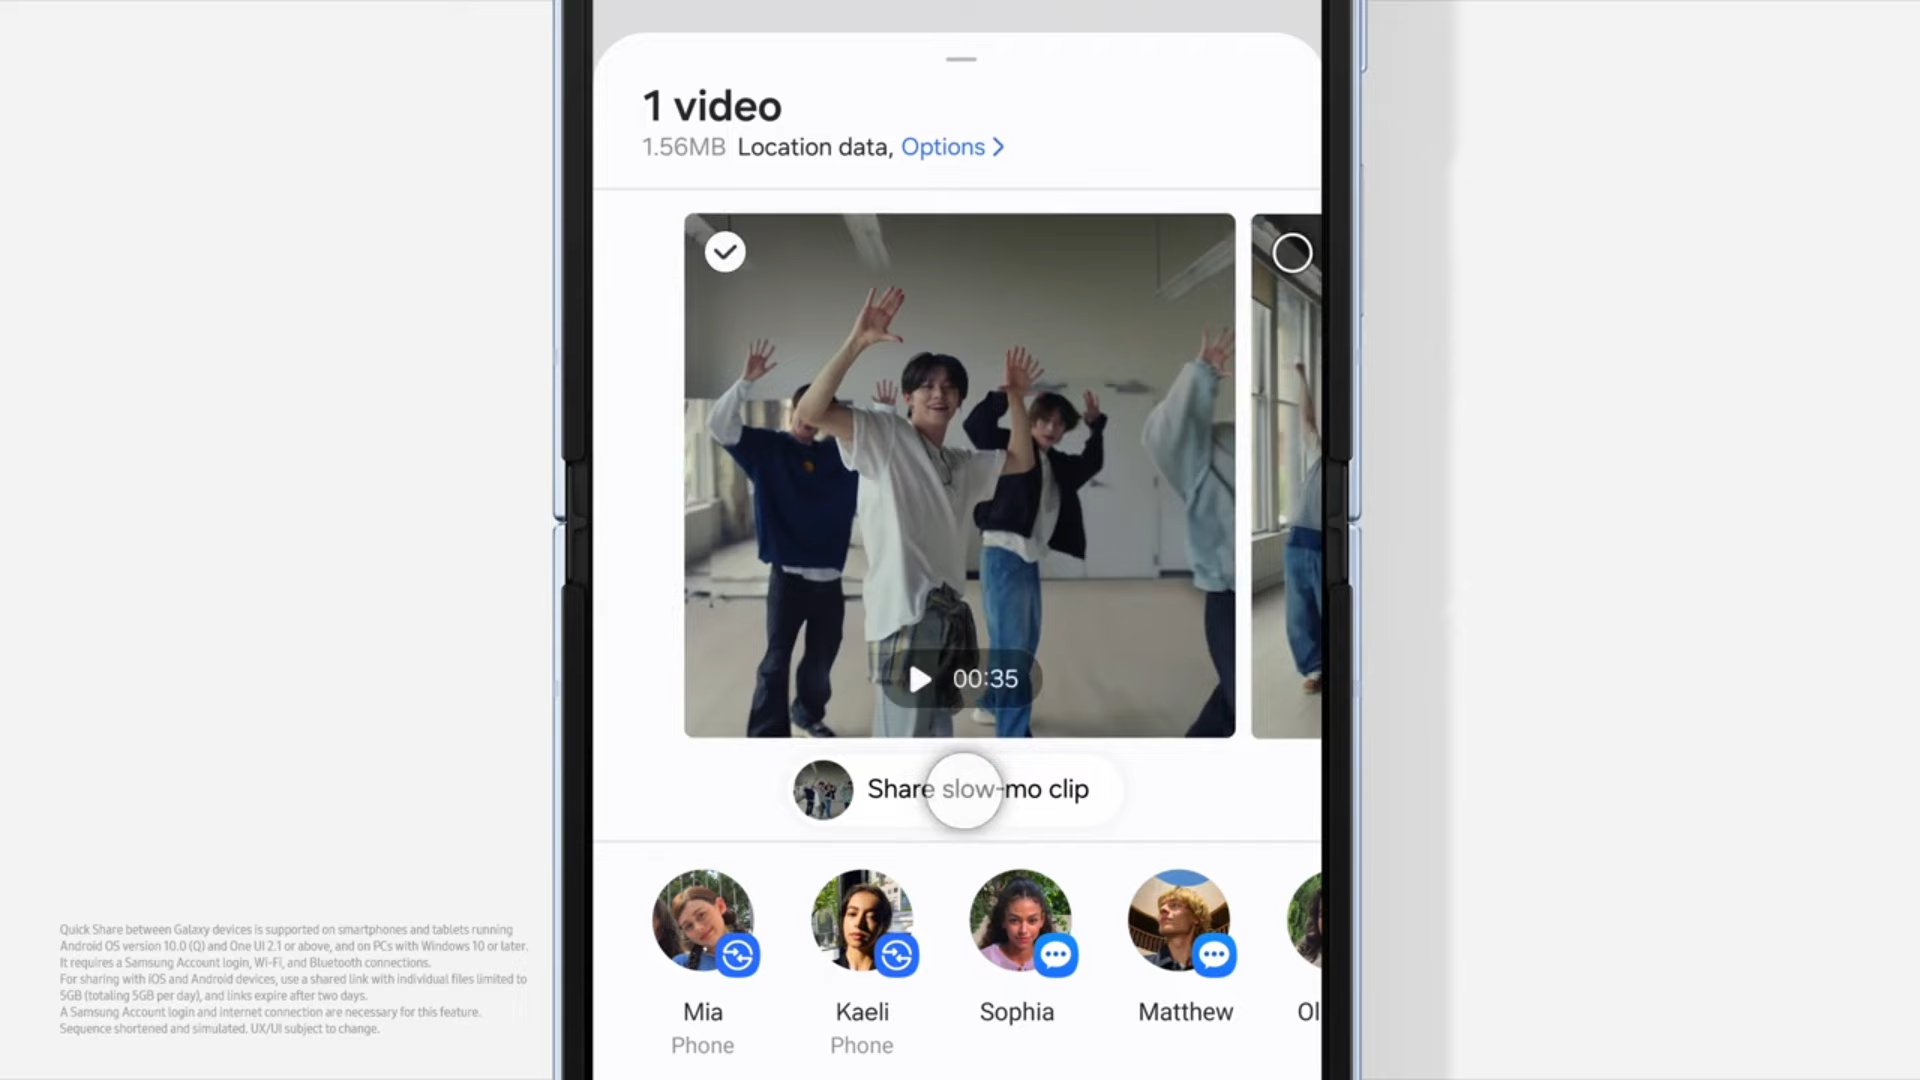 1 video
1.56MB Location data, Options >
00:35
Share slow-mo clip
Mia
Phone
Kaeli
Phone
Sophia
Matthew
Ol
Quick Share between Galaxy devices is supported on smartphones and tablets running
Android OS version 10.0 (Q) and One UI 2.1 or above, and on PCs with Windows 10 or later.
It requires a Samsung Account login, Wi-Fi, and Bluetooth connections.
For sharing with iOS and Android devices, use a shared link with individual files limited to
5GB (totaling 5GB per day), and links expire after two days.
A Samsung Account login and internet connection are necessary for this feature.
Sequence shortened and simulated. UX/UI subject to change.